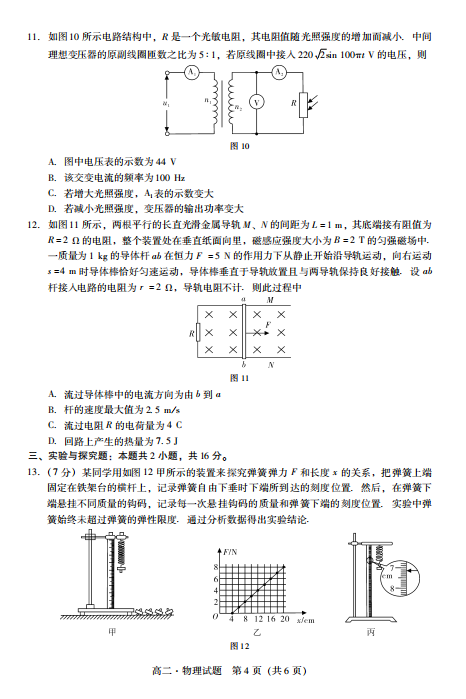 11. 如图10所示电路结构中，R是一个光敏电阻，其电阻值随光照强度的增加而减小. 中间
理想变压器的原副线圈匝数之比为5∶1，若原线圈中接入220√2sin 100πt V的电压，则
A₁
A₂
u₁
n₁
n₂
V
R
图10
A. 图中电压表的示数为44 V
B. 该交变电流的频率为100 Hz
C. 若增大光照强度，A₁表的示数变大
D. 若减小光照强度，变压器的输出功率变大
12. 如图11所示，两根平行的长直光滑金属导轨M、N的间距为L=1 m，其底端接有阻值为
R=2 Ω的电阻，整个装置处在垂直纸面向里，磁感应强度大小为B=2 T的匀强磁场中.
一质量为1 kg的导体杆ab在恒力F =5 N的作用力下从静止开始沿导轨运动，向右运动
s=4 m时导体棒恰好匀速运动，导体棒垂直于导轨放置且与两导轨保持良好接触. 设ab
杆接入电路的电阻为r =2 Ω，导轨电阻不计. 则此过程中
a M
R
F
b N
图11
A. 流过导体棒中的电流方向为由b到a
B. 杆的速度最大值为2.5 m/s
C. 流过电阻R的电荷量为4 C
D. 回路上产生的热量为7.5 J
三、实验与探究题：本题共2小题，共16分。
13. (7分) 某同学用如图12甲所示的装置来探究弹簧弹力F和长度x的关系，把弹簧上端
固定在铁架台的横杆上，记录弹簧自由下垂时下端所到达的刻度位置. 然后，在弹簧下
端悬挂不同质量的钩码，记录每一次悬挂钩码的质量和弹簧下端的刻度位置. 实验中弹
簧始终未超过弹簧的弹性限度. 通过分析数据得出实验结论.
F/N
8
6
4
2
0 4 8 12 16 20 x/cm
7
cm
8
甲 乙 丙
图12
高二·物理试题 第4页（共6页）